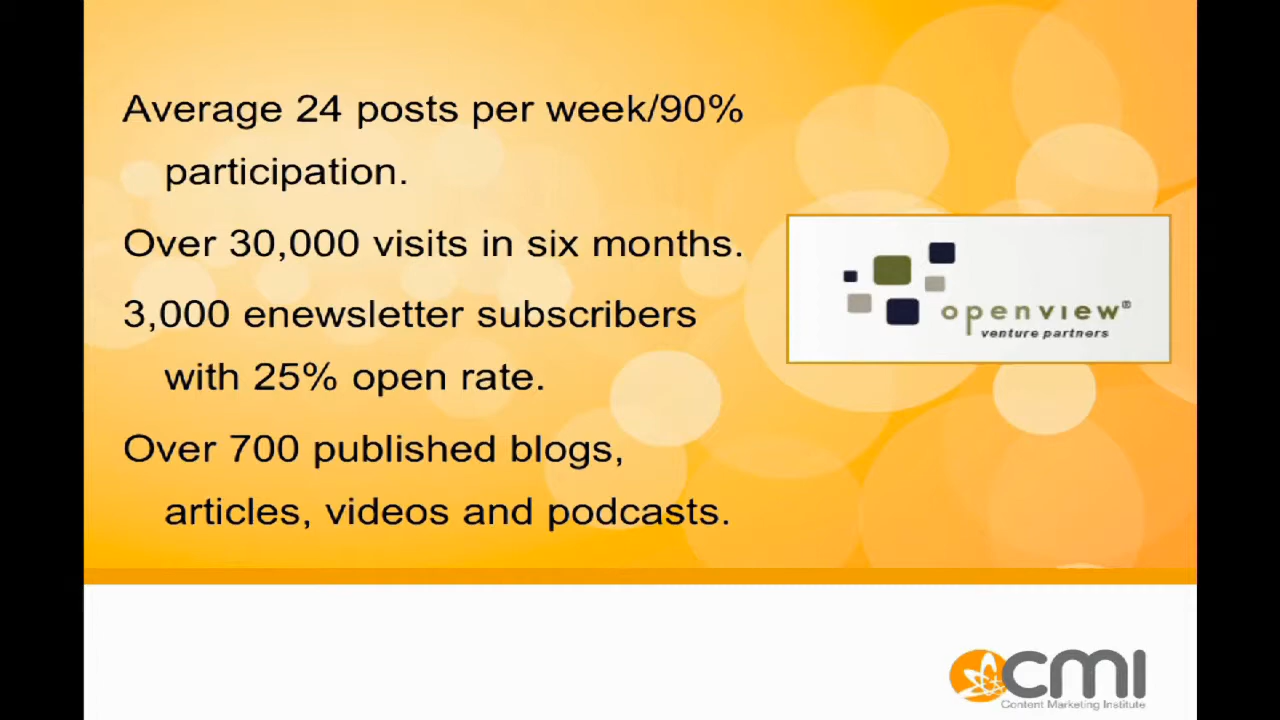 Average 24 posts per week/90%
participation.
Over 30,000 visits in six months.
3,000 enewsletter subscribers
with 25% open rate.
Over 700 published blogs,
articles, videos and podcasts.
openview®
venture partners
cmi
Content Marketing Institute